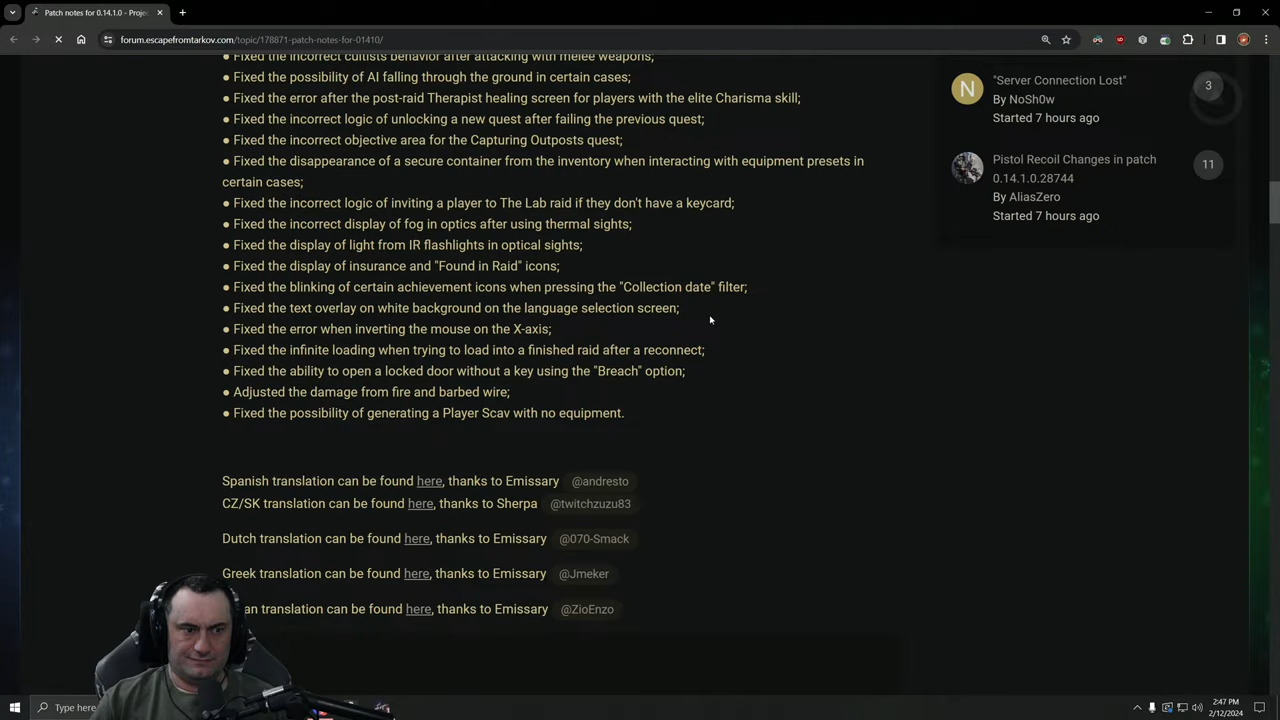 Patch notes for 0.14.1.0 - Proje
forum.escapefromtarkov.com/topic/178871-patch-notes-for-01410/
● Fixed the incorrect cultists behavior after attacking with melee weapons;
● Fixed the possibility of AI falling through the ground in certain cases;
● Fixed the error after the post-raid Therapist healing screen for players with the elite Charisma skill;
● Fixed the incorrect logic of unlocking a new quest after failing the previous quest;
● Fixed the incorrect objective area for the Capturing Outposts quest;
● Fixed the disappearance of a secure container from the inventory when interacting with equipment presets in
certain cases;
● Fixed the incorrect logic of inviting a player to The Lab raid if they don't have a keycard;
● Fixed the incorrect display of fog in optics after using thermal sights;
● Fixed the display of light from IR flashlights in optical sights;
● Fixed the display of insurance and "Found in Raid" icons;
● Fixed the blinking of certain achievement icons when pressing the "Collection date" filter;
● Fixed the text overlay on white background on the language selection screen;
● Fixed the error when inverting the mouse on the X-axis;
● Fixed the infinite loading when trying to load into a finished raid after a reconnect;
● Fixed the ability to open a locked door without a key using the "Breach" option;
● Adjusted the damage from fire and barbed wire;
● Fixed the possibility of generating a Player Scav with no equipment.
Spanish translation can be found here, thanks to Emissary @andresto
CZ/SK translation can be found here, thanks to Sherpa @twitchzuzu83
Dutch translation can be found here, thanks to Emissary @070-Smack
Greek translation can be found here, thanks to Emissary @Jmeker
an translation can be found here, thanks to Emissary @ZioEnzo
N
"Server Connection Lost"
By NoSh0w
Started 7 hours ago
3
Pistol Recoil Changes in patch
0.14.1.0.28744
By AliasZero
Started 7 hours ago
11
Type here
2:47 PM
2/12/2024